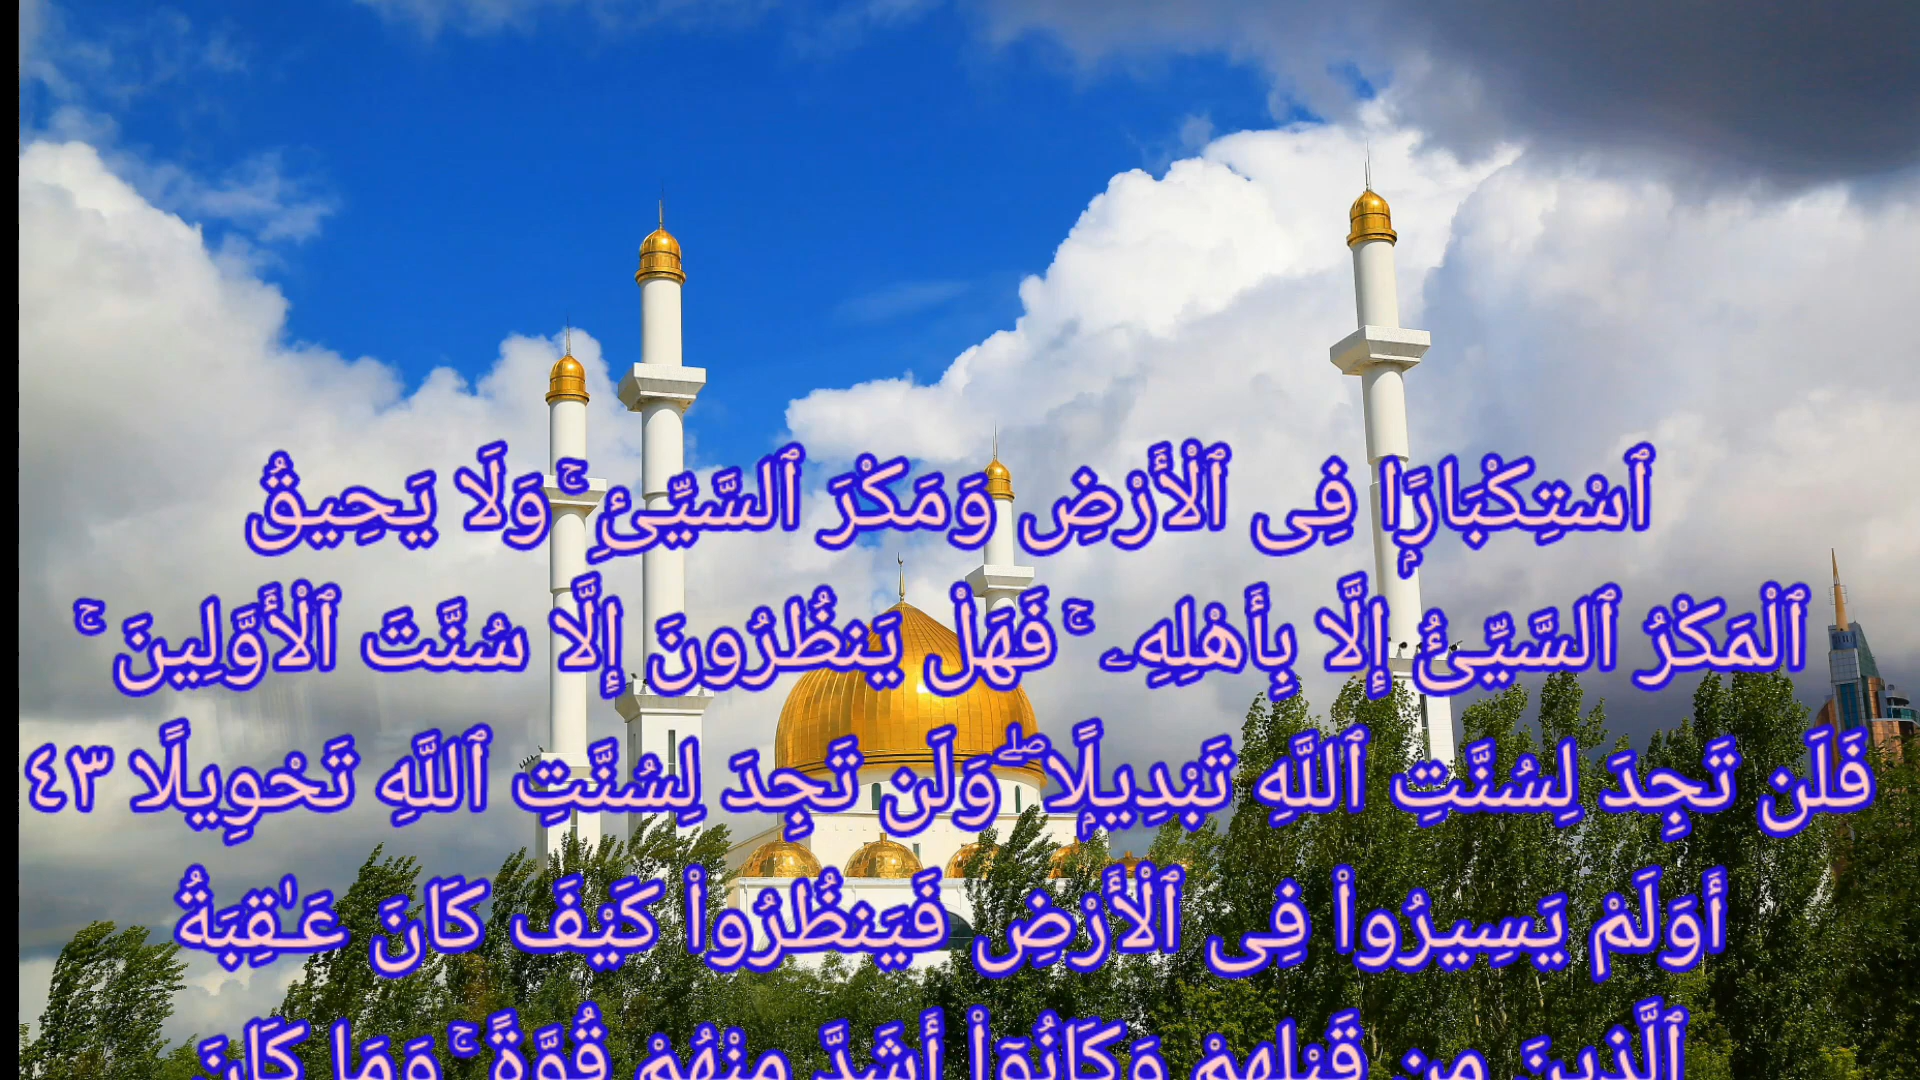 ٱسْتِكْبَارًۭا فِى ٱلْأَرْضِ وَمَكْرَ ٱلسَّيِّئِ ۚ وَلَا يَحِيقُ
ٱلْمَكْرُ ٱلسَّيِّئُ إِلَّا بِأَهْلِهِۦ ۚ فَهَلْ يَنظُرُونَ إِلَّا سُنَّتَ ٱلْأَوَّلِينَ ۚ
فَلَن تَجِدَ لِسُنَّتِ ٱللَّهِ تَبْدِيلًۭا ۖ وَلَن تَجِدَ لِسُنَّتِ ٱللَّهِ تَحْوِيلًا ٤٣
أَوَلَمْ يَسِيرُوا۟ فِى ٱلْأَرْضِ فَيَنظُرُوا۟ كَيْفَ كَانَ عَـٰقِبَةُ
ٱلَّذِينَ مِن قَبْلِهِمْ وَكَانُوٓا۟ أَشَدَّ مِنْهُمْ قُوَّةًۭ ۚ وَمَا كَانَ